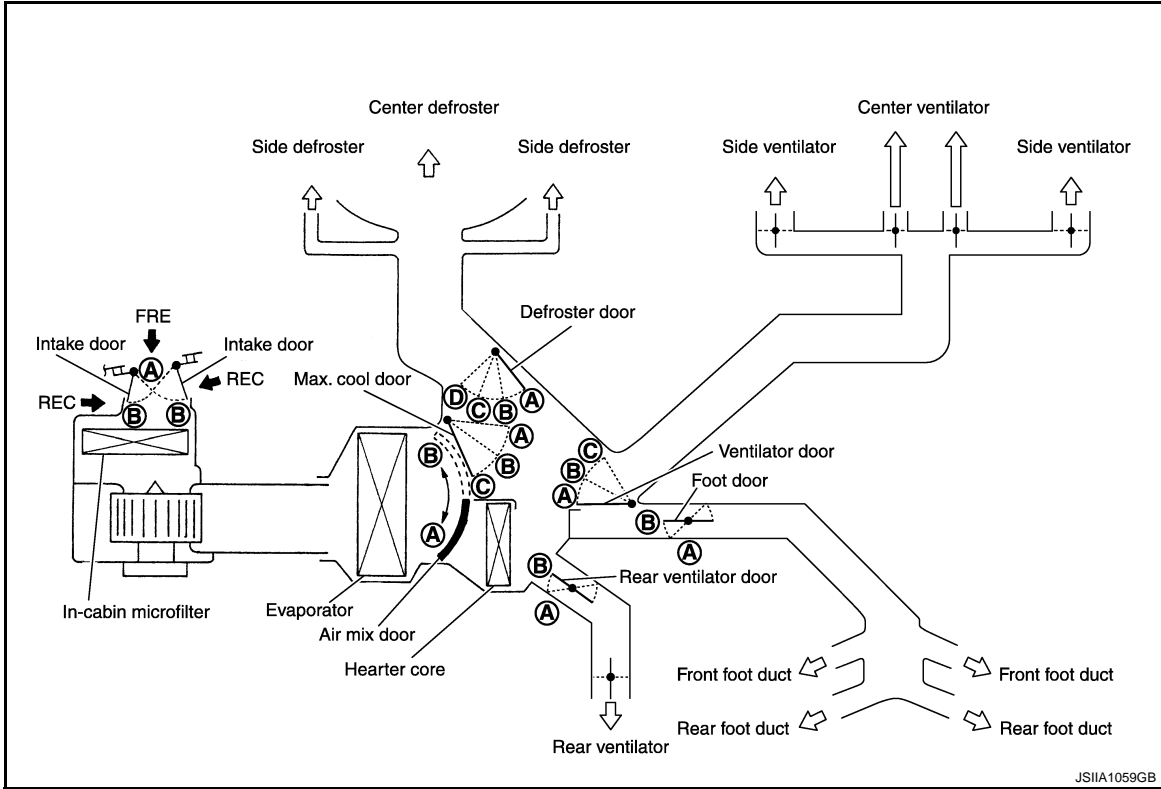 Center defroster
Center ventilator
Side defroster
Side defroster
Side ventilator
Side ventilator
Defroster door
FRE
Intake door
Intake door
A
Max. cool door
REC
REC
B
B
D
C
B
A
A
B
C
B
A
C
B
A
Ventilator door
Foot door
B
A
B
A
Rear ventilator door
In-cabin microfilter
Evaporator
Air mix door
Hearter core
Front foot duct
Front foot duct
Rear foot duct
Rear foot duct
Rear ventilator
JSIIA1059GB